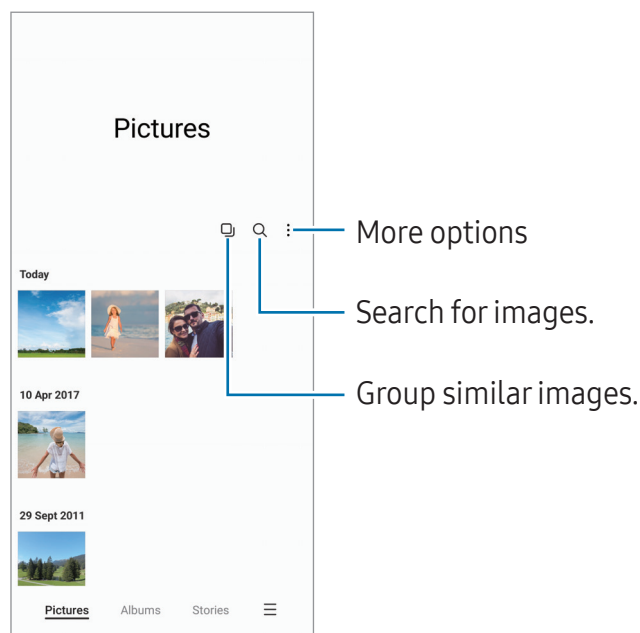 Pictures
More options
Today
Search for images.
Group similar images.
10 Apr 2017
29 Sept 2011
Pictures Albums Stories